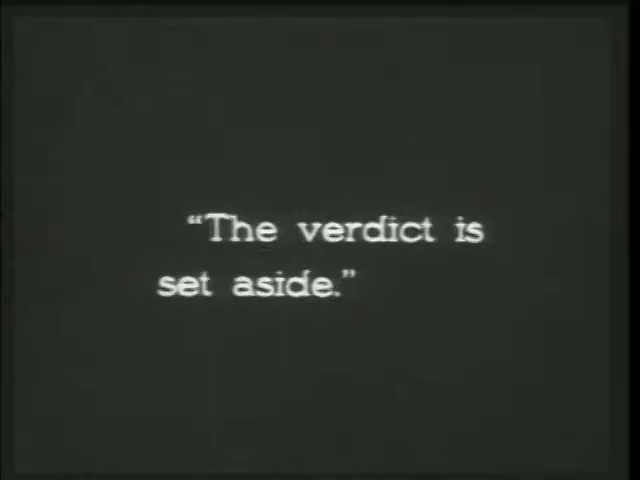 “The verdict is
set aside.”